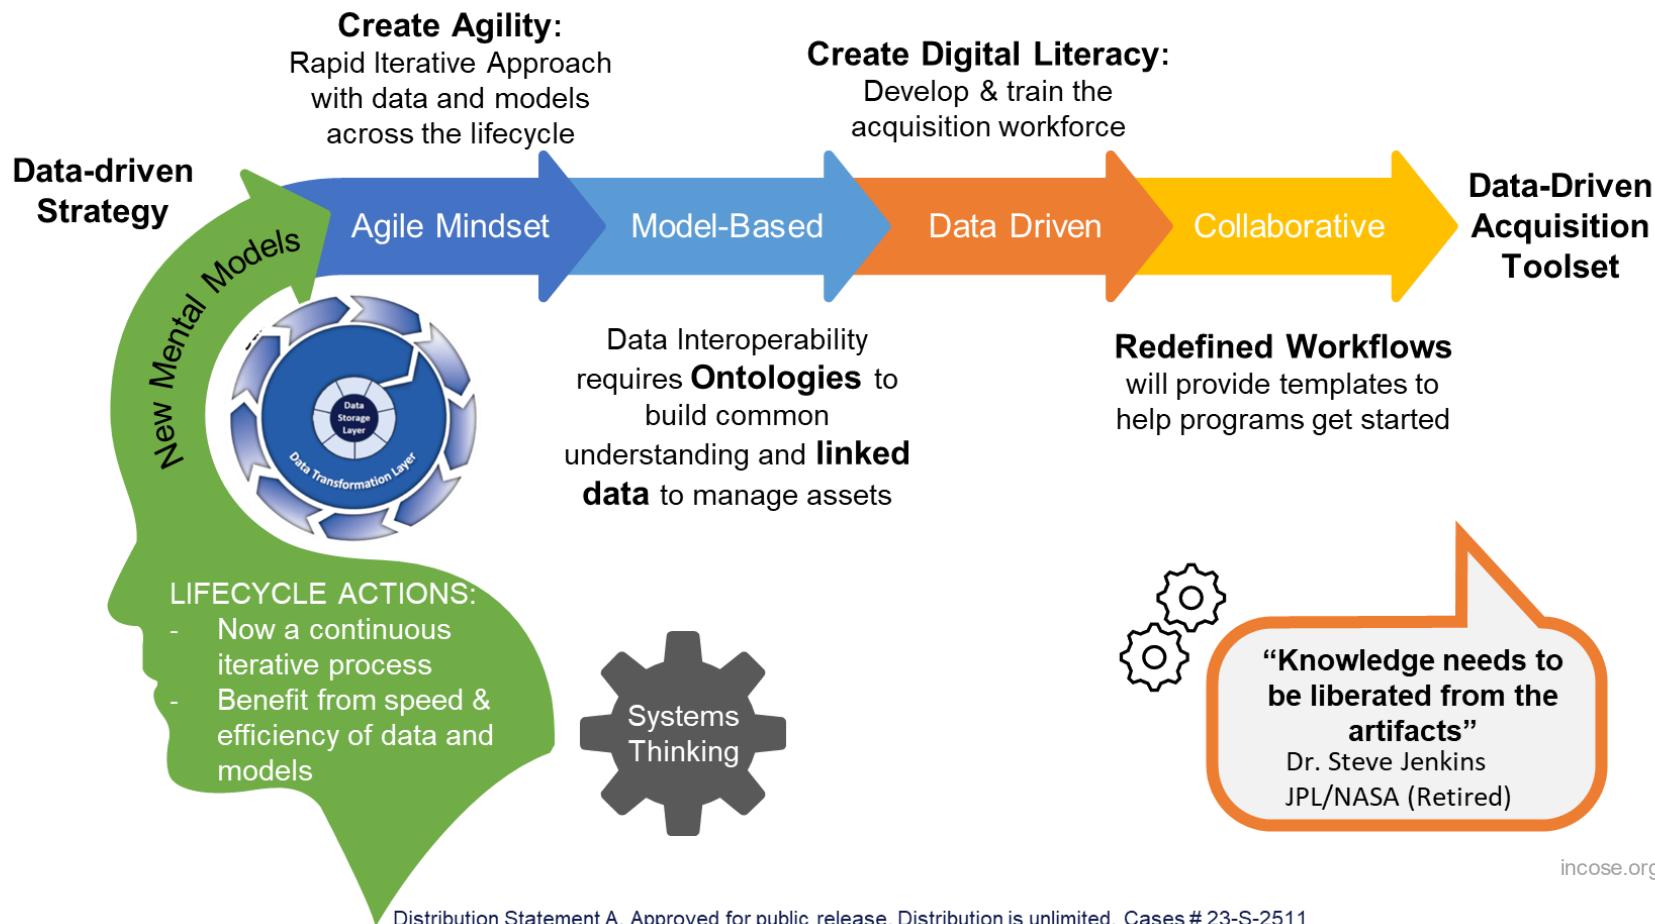 Create Agility:
Rapid Iterative Approach
with data and models
across the lifecycle
Create Digital Literacy:
Develop & train the
acquisition workforce
Data-driven
Strategy
New Mental Models
Agile Mindset
Model-Based
Data Driven
Collaborative
Data-Driven
Acquisition
Toolset
Data
Storage
Layer
Data Transformation Layer
Data Interoperability
requires Ontologies to
build common
understanding and linked
data to manage assets
Redefined Workflows
will provide templates to
help programs get started
LIFECYCLE ACTIONS:
- Now a continuous
iterative process
- Benefit from speed &
efficiency of data and
models
Systems
Thinking
“Knowledge needs to
be liberated from the
artifacts”
Dr. Steve Jenkins
JPL/NASA (Retired)
incose.org
Distribution Statement A. Approved for public release. Distribution is unlimited. Cases # 23-S-2511